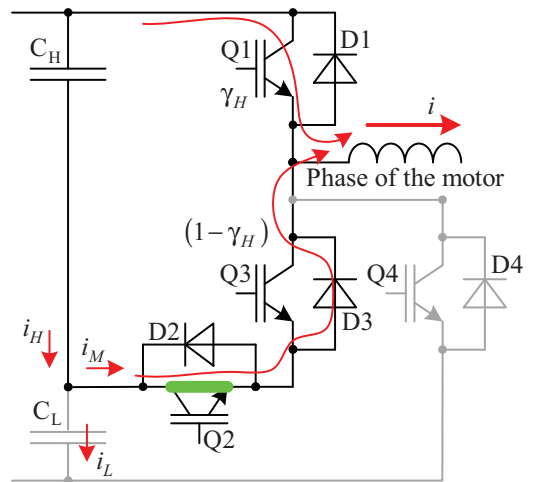 C_H
Q1
D1
γ_H
i
Phase of the motor
(1−γ_H)
Q3
D3
Q4
D4
i_H
i_M
D2
C_L
Q2
i_L